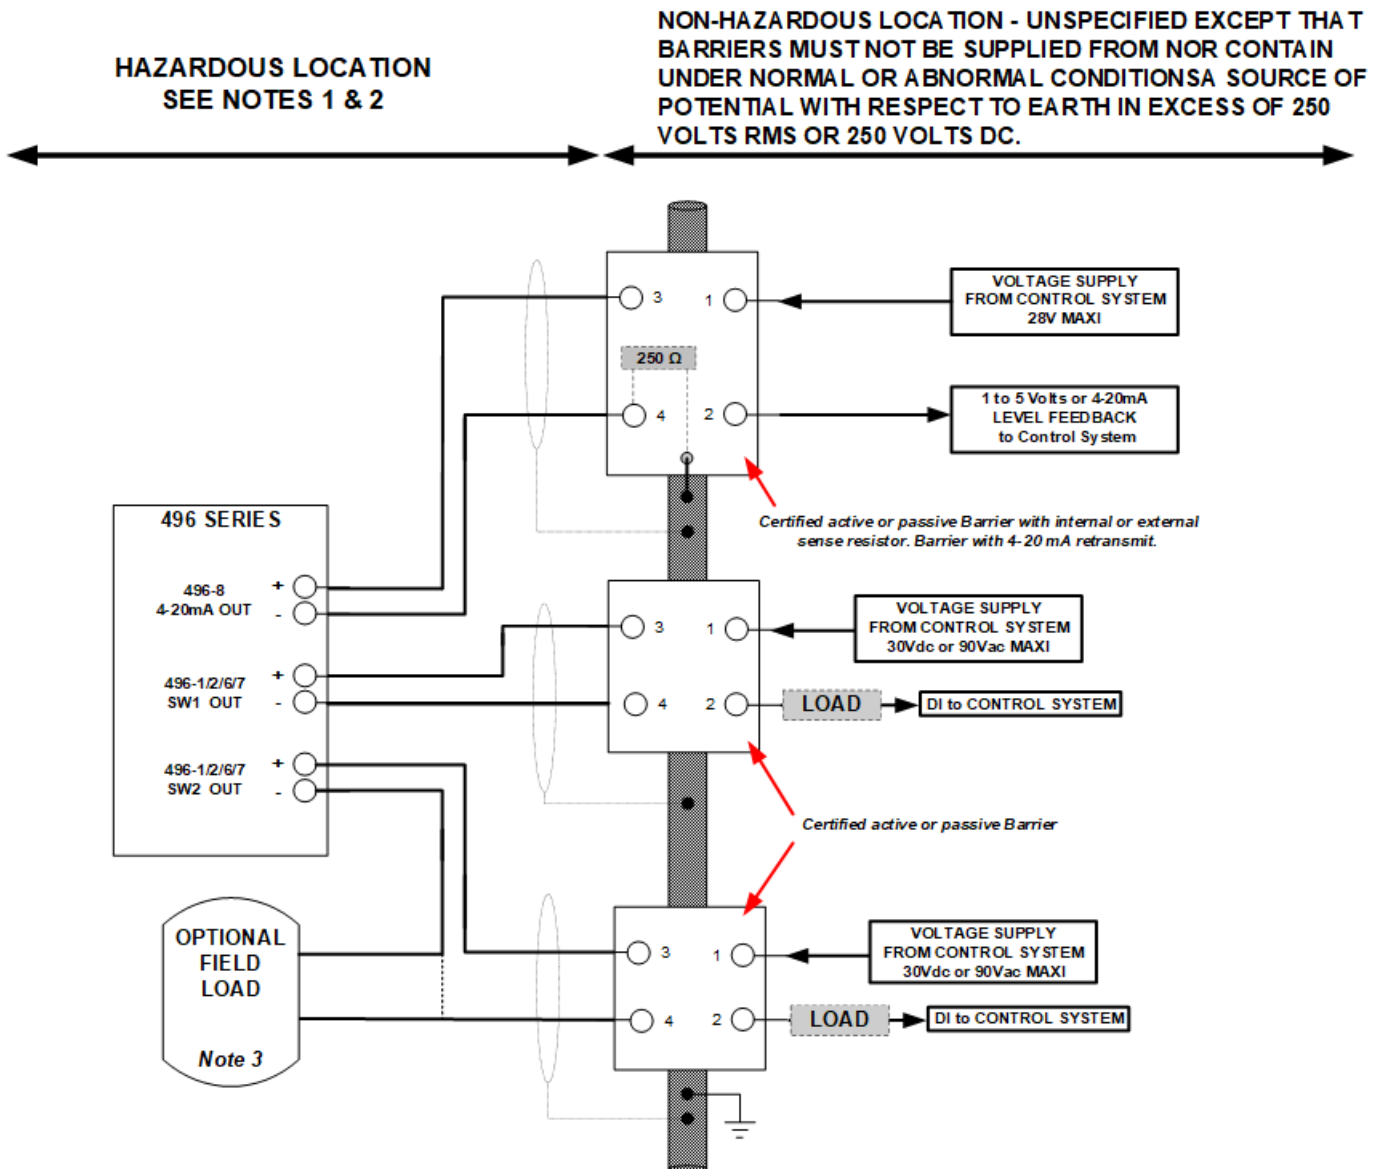 HAZARDOUS LOCATION
SEE NOTES 1 & 2
NON-HAZARDOUS LOCATION - UNSPECIFIED EXCEPT THAT
BARRIERS MUST NOT BE SUPPLIED FROM NOR CONTAIN
UNDER NORMAL OR ABNORMAL CONDITIONSA SOURCE OF
POTENTIAL WITH RESPECT TO EARTH IN EXCESS OF 250
VOLTS RMS OR 250 VOLTS DC.
3
1
VOLTAGE SUPPLY
FROM CONTROL SYSTEM
28V MAXI
250 Ω
4
2
1 to 5 Volts or 4-20mA
LEVEL FEEDBACK
to Control System
Certified active or passive Barrier with internal or external
sense resistor. Barrier with 4-20 mA retransmit.
496 SERIES
496-8
4-20mA OUT
+
-
496-1/2/6/7
SW1 OUT
+
-
496-1/2/6/7
SW2 OUT
+
-
3
1
VOLTAGE SUPPLY
FROM CONTROL SYSTEM
30Vdc or 90Vac MAXI
4
2
LOAD
DI to CONTROL SYSTEM
Certified active or passive Barrier
OPTIONAL
FIELD
LOAD
Note 3
3
1
VOLTAGE SUPPLY
FROM CONTROL SYSTEM
30Vdc or 90Vac MAXI
4
2
LOAD
DI to CONTROL SYSTEM